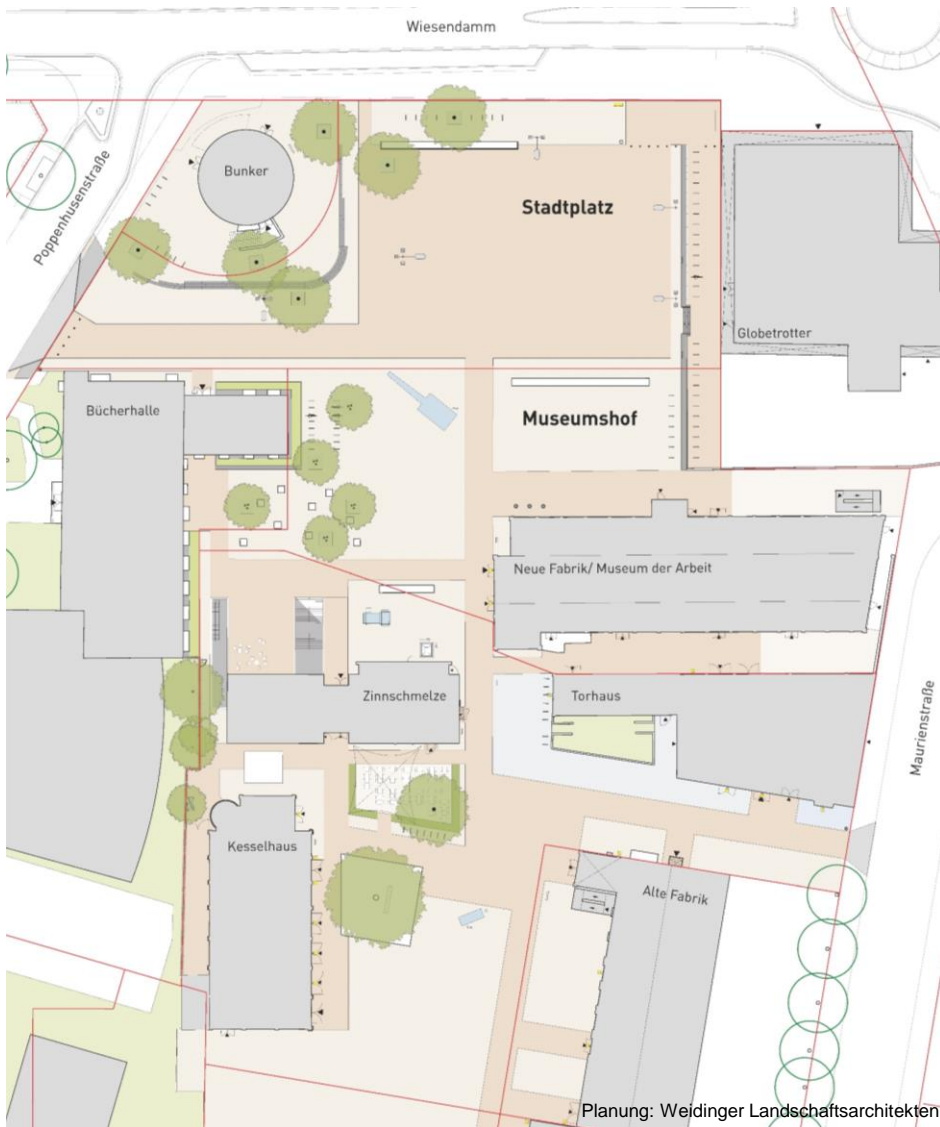 Wiesendamm
Poppenhusenstraße
Bunker
Stadtplatz
Globetrotter
Bücherhalle
Museumshof
Neue Fabrik/ Museum der Arbeit
Zinnschmelze
Torhaus
Maurienstraße
Kesselhaus
Alte Fabrik
Planung: Weidinger Landschaftsarchitekten